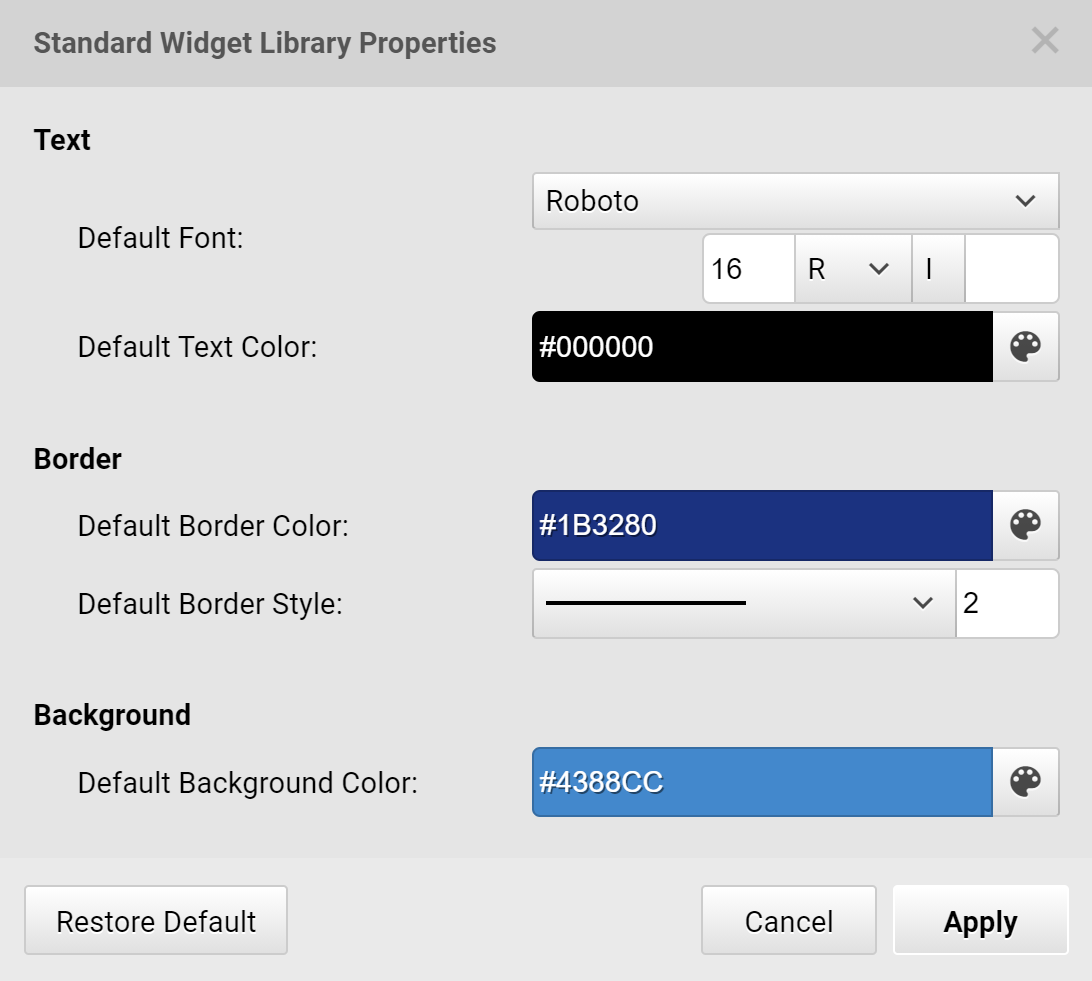 Standard Widget Library Properties
Text
Default Font:
Roboto
16
R
I
Default Text Color:
#000000
Border
Default Border Color:
#1B3280
Default Border Style:
2
Background
Default Background Color:
#4388CC
Restore Default
Cancel
Apply